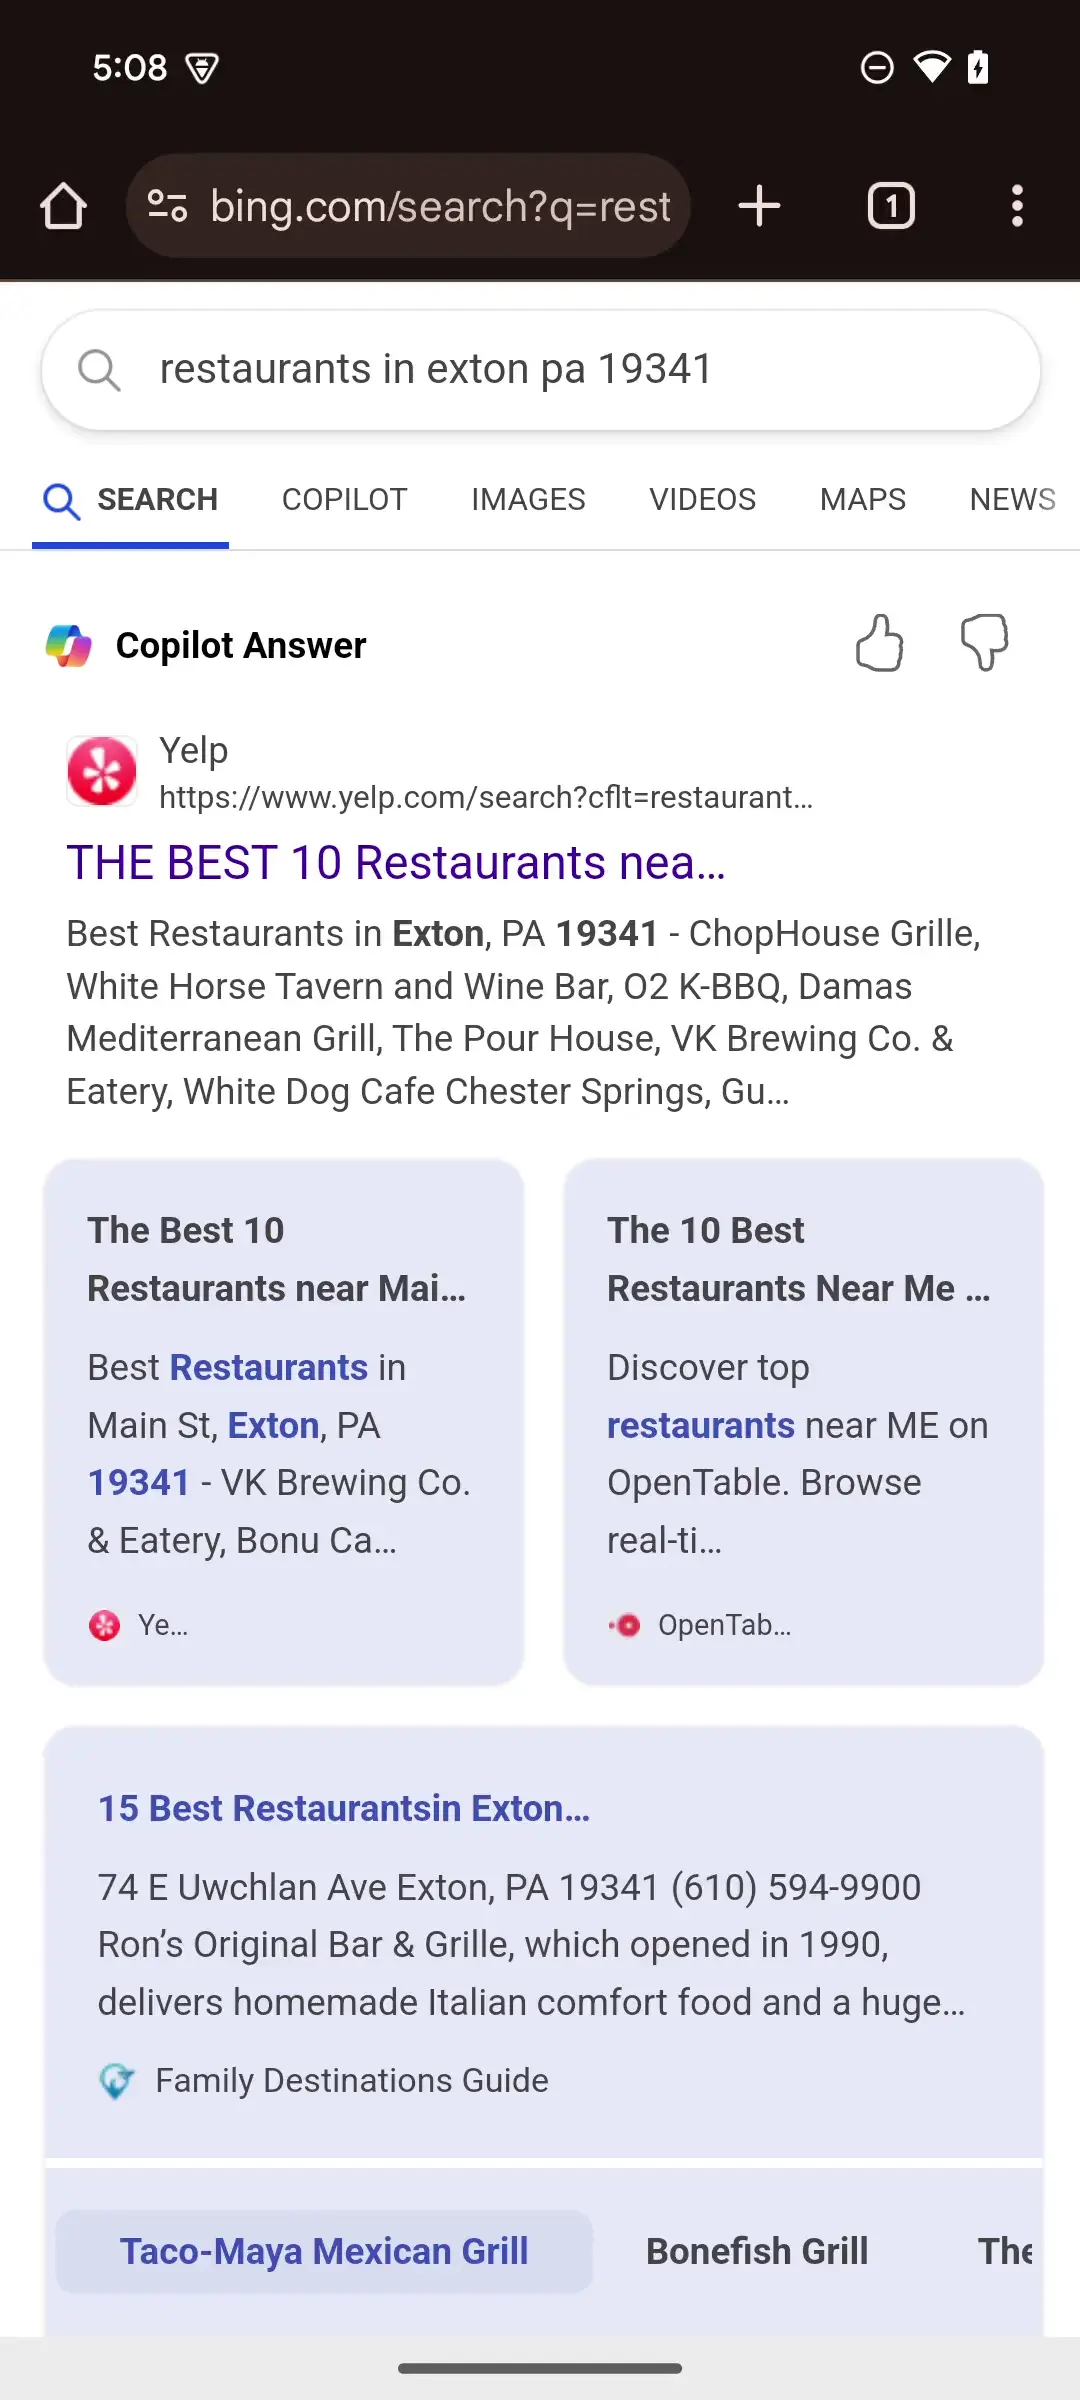 5:08
bing.com/search?q=rest
1
restaurants in exton pa 19341
SEARCH COPILOT IMAGES VIDEOS MAPS NEWS
Copilot Answer
Yelp
https://www.yelp.com/search?cflt=restaurant...
THE BEST 10 Restaurants nea...
Best Restaurants in Exton, PA 19341 - ChopHouse Grille,
White Horse Tavern and Wine Bar, O2 K-BBQ, Damas
Mediterranean Grill, The Pour House, VK Brewing Co. &
Eatery, White Dog Cafe Chester Springs, Gu...
The Best 10
Restaurants near Mai...
Best Restaurants in
Main St, Exton, PA
19341 - VK Brewing Co.
& Eatery, Bonu Ca...
Ye...
The 10 Best
Restaurants Near Me ...
Discover top
restaurants near ME on
OpenTable. Browse
real-ti...
OpenTab...
15 Best Restaurantsin Exton...
74 E Uwchlan Ave Exton, PA 19341 (610) 594-9900
Ron’s Original Bar & Grille, which opened in 1990,
delivers homemade Italian comfort food and a huge...
Family Destinations Guide
Taco-Maya Mexican Grill Bonefish Grill The